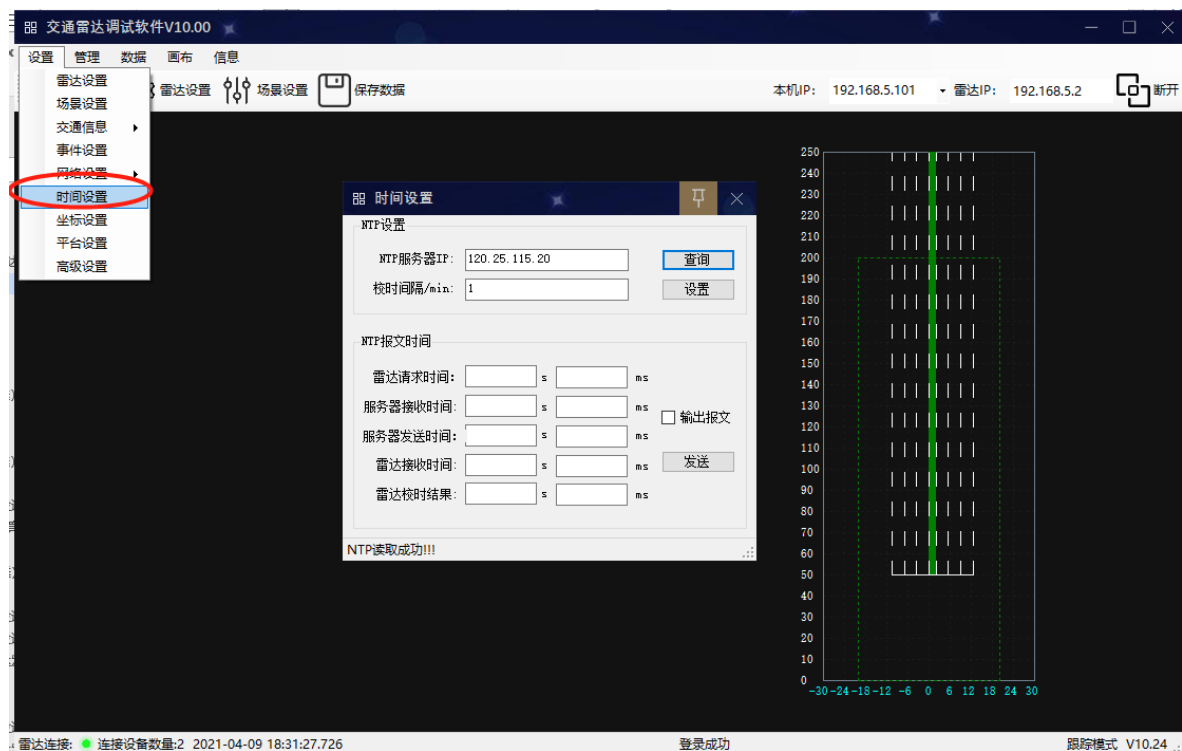 交通雷达调试软件V10.00
设置 管理 数据 画布 信息
雷达设置 场景设置 保存数据 本机IP: 192.168.5.101 雷达IP: 192.168.5.2 断开
雷达设置
场景设置
交通信息
事件设置
网络设置
时间设置
坐标设置
平台设置
高级设置
时间设置
NTP设置
NTP服务器IP: 120.25.115.20 查询
校时间隔/min: 1 设置
NTP报文时间
雷达请求时间: s ms
服务器接收时间: s ms
输出报文
服务器发送时间: s ms
雷达接收时间: s ms 发送
雷达校时结果: s ms
NTP读取成功!!!
250
240
230
220
210
200
190
180
170
160
150
140
130
120
110
100
90
80
70
60
50
40
30
20
10
0
-30 -24 -18 -12 -6 0 6 12 18 24 30
雷达连接: 连接设备数量:2 2021-04-09 18:31:27.726 登录成功 跟踪模式 V10.24